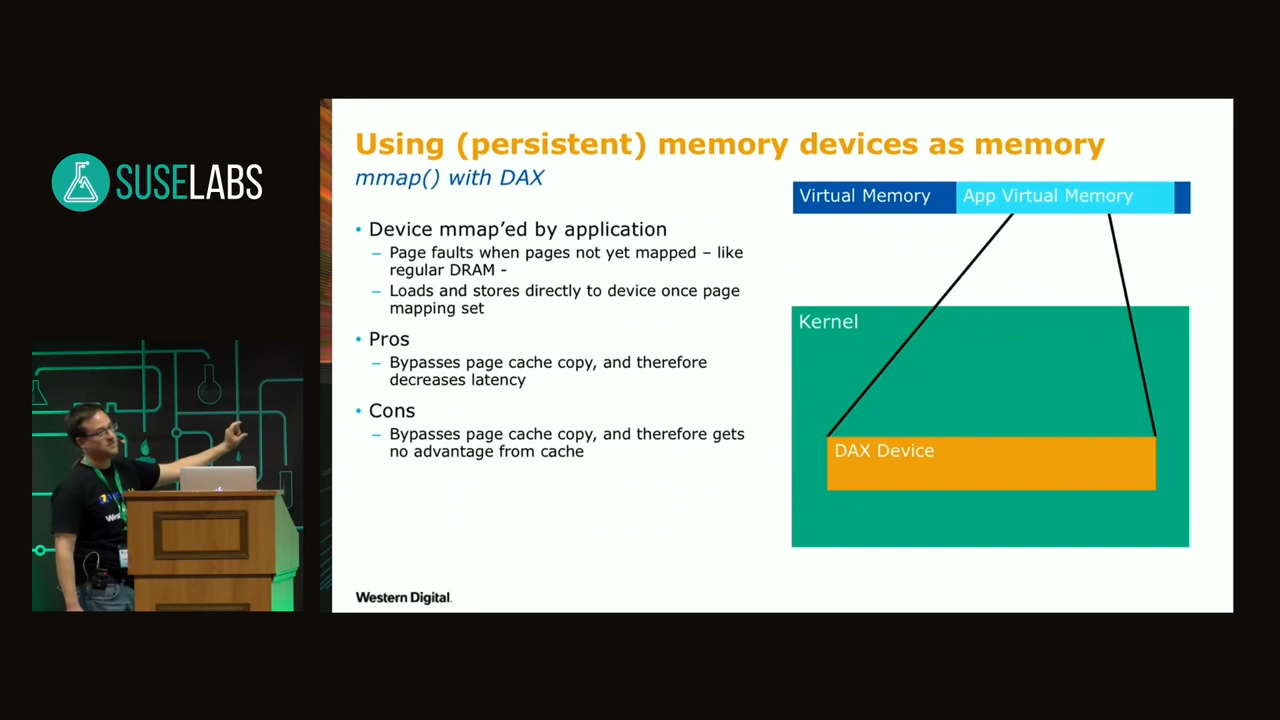 SUSELABS
Using (persistent) memory devices as memory
mmap() with DAX
• Device mmap’ed by application
– Page faults when pages not yet mapped – like
regular DRAM -
– Loads and stores directly to device once page
mapping set
• Pros
– Bypasses page cache copy, and therefore
decreases latency
• Cons
– Bypasses page cache copy, and therefore gets
no advantage from cache
Virtual Memory
App Virtual Memory
Kernel
DAX Device
Western Digital.